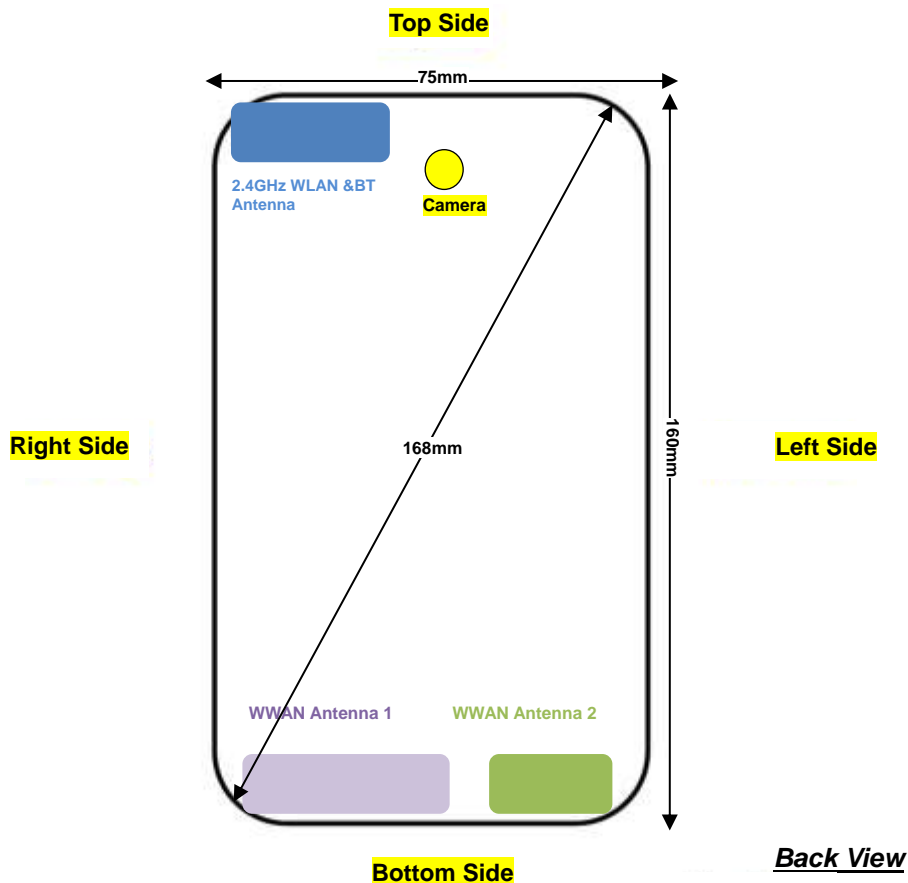 Top Side
75mm
2.4GHz WLAN &BT
Antenna
Camera
Right Side
168mm
160mm
Left Side
WWAN Antenna 1
WWAN Antenna 2
Back View
Bottom Side